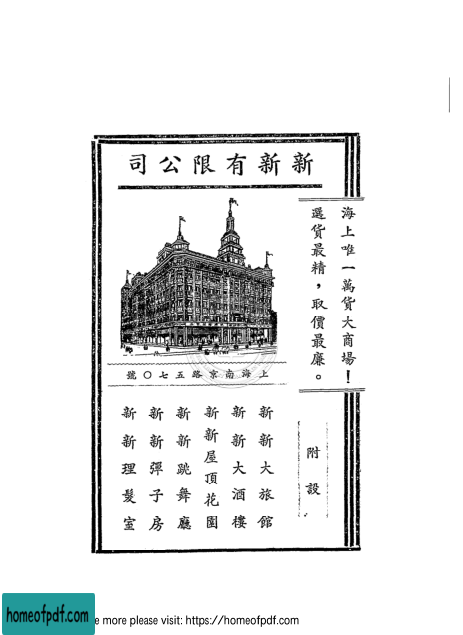 新新有限公司
海上唯一萬貨大商場！
選貨最精，取價最廉。
上海南京路五七〇號
附設
新新大旅館
新新大酒樓
新新屋頂花園
新新跳舞廳
新新彈子房
新新理髮室
homeofpdf.com
e more please visit: https://homeofpdf.com